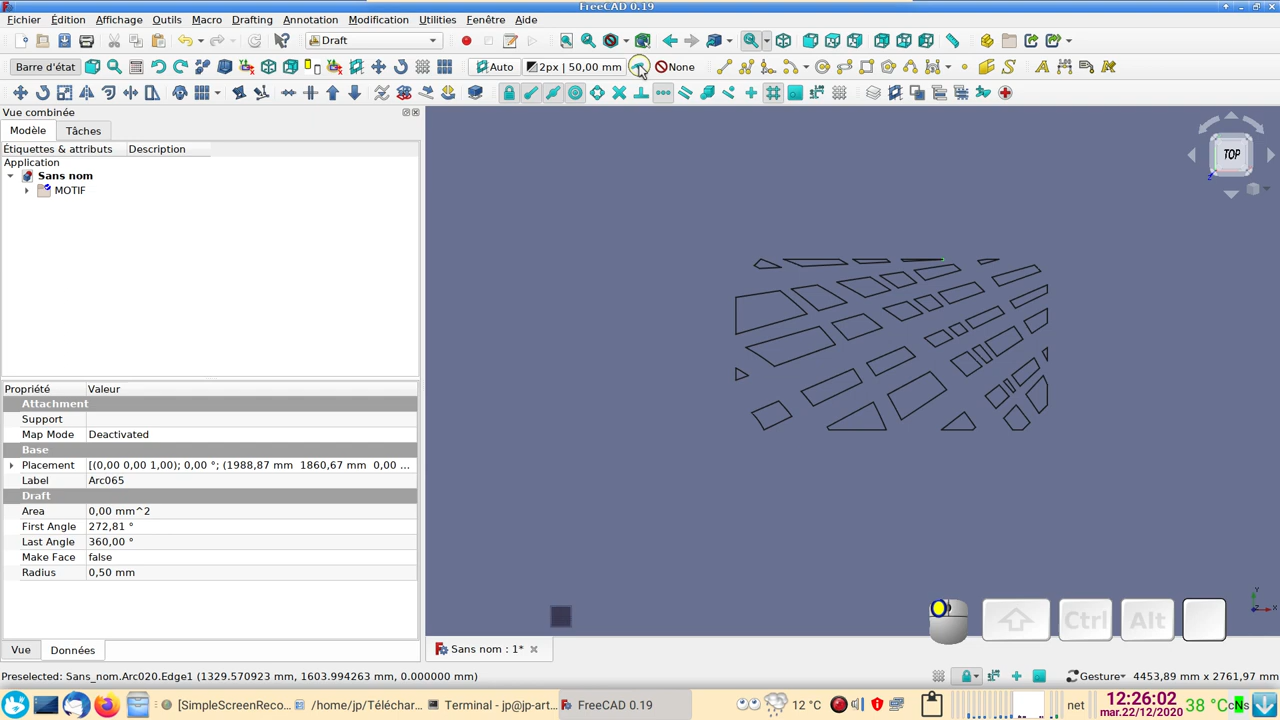 FreeCAD 0.19
Fichier Édition Affichage Outils Macro Drafting Annotation Modification Utilities Fenêtre Aide
Draft
Barre d'état Auto 2px | 50,00 mm None
Vue combinée
Modèle Tâches
Étiquettes & attributs Description
Application
Sans nom
MOTIF
TOP
Propriété Valeur
Attachment
Support
Map Mode Deactivated
Base
Placement [(0,00 0,00 1,00); 0,00 °; (1988,87 mm 1860,67 mm 0,00 ...
Label Arc065
Draft
Area 0,00 mm^2
First Angle 272,81 °
Last Angle 360,00 °
Make Face false
Radius 0,50 mm
Ctrl Alt
Vue Données
Sans nom : 1*
Preselected: Sans_nom.Arc020.Edge1 (1329.570923 mm, 1603.994263 mm, 0.000000 mm)
Gesture 4453,89 mm x 2761,97 mm
[SimpleScreenReco... /home/jp/Téléchar... Terminal - jp@jp-art... FreeCAD 0.19
12 °C
net
12:26:02
mar.22/12/2020
38 °C